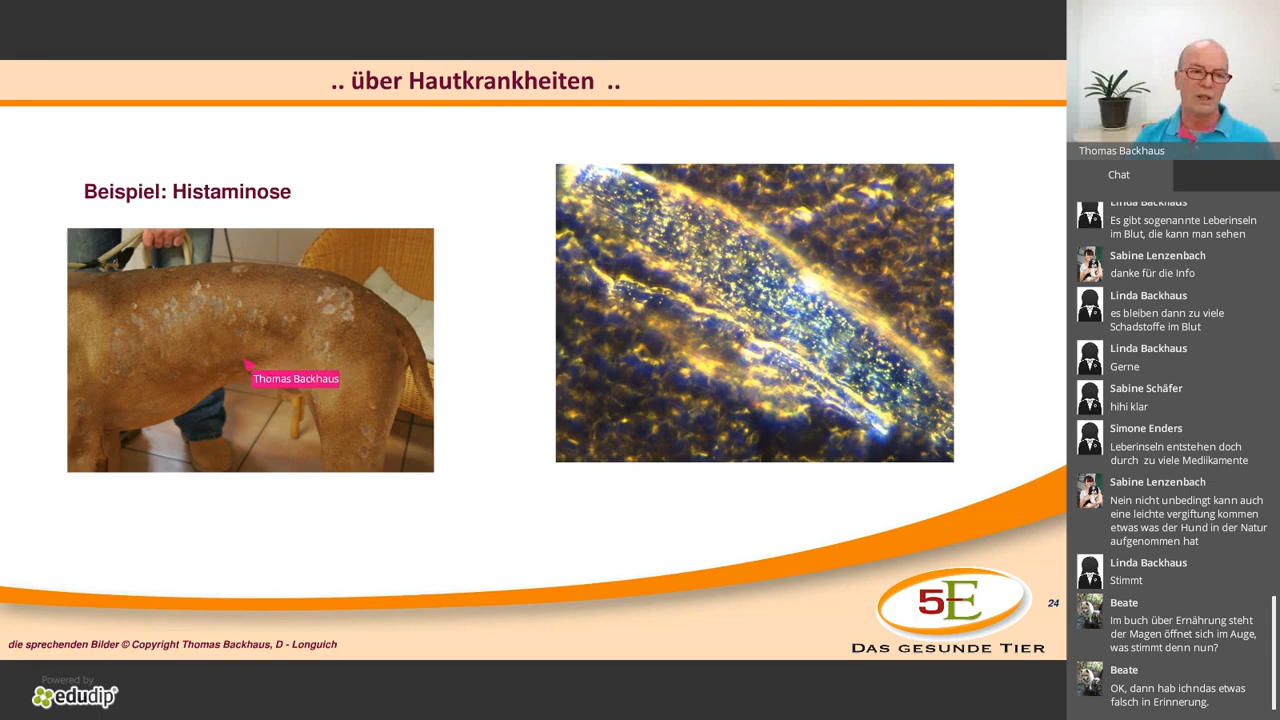 .. über Hautkrankheiten ..
Beispiel: Histaminose
Thomas Backhaus
5E
DAS GESUNDE TIER
24
die sprechenden Bilder © Copyright Thomas Backhaus, D - Longuich
Powered by
edudip
Thomas Backhaus
Chat
Linda Backhaus
Es gibt sogenannte Leberinseln
im Blut, die kann man sehen
Sabine Lenzenbach
danke für die Info
Linda Backhaus
es bleiben dann zu viele
Schadstoffe im Blut
Linda Backhaus
Gerne
Sabine Schäfer
hihi klar
Simone Enders
Leberinseln entstehen doch
durch zu viele Mediikamente
Sabine Lenzenbach
Nein nicht unbedingt kann auch
eine leichte vergiftung kommen
etwas was der Hund in der Natur
aufgenommen hat
Linda Backhaus
Stimmt
Beate
Im buch über Ernährung steht
der Magen öffnet sich im Auge,
was stimmt denn nun?
Beate
OK, dann hab ichndas etwas
falsch in Erinnerung.